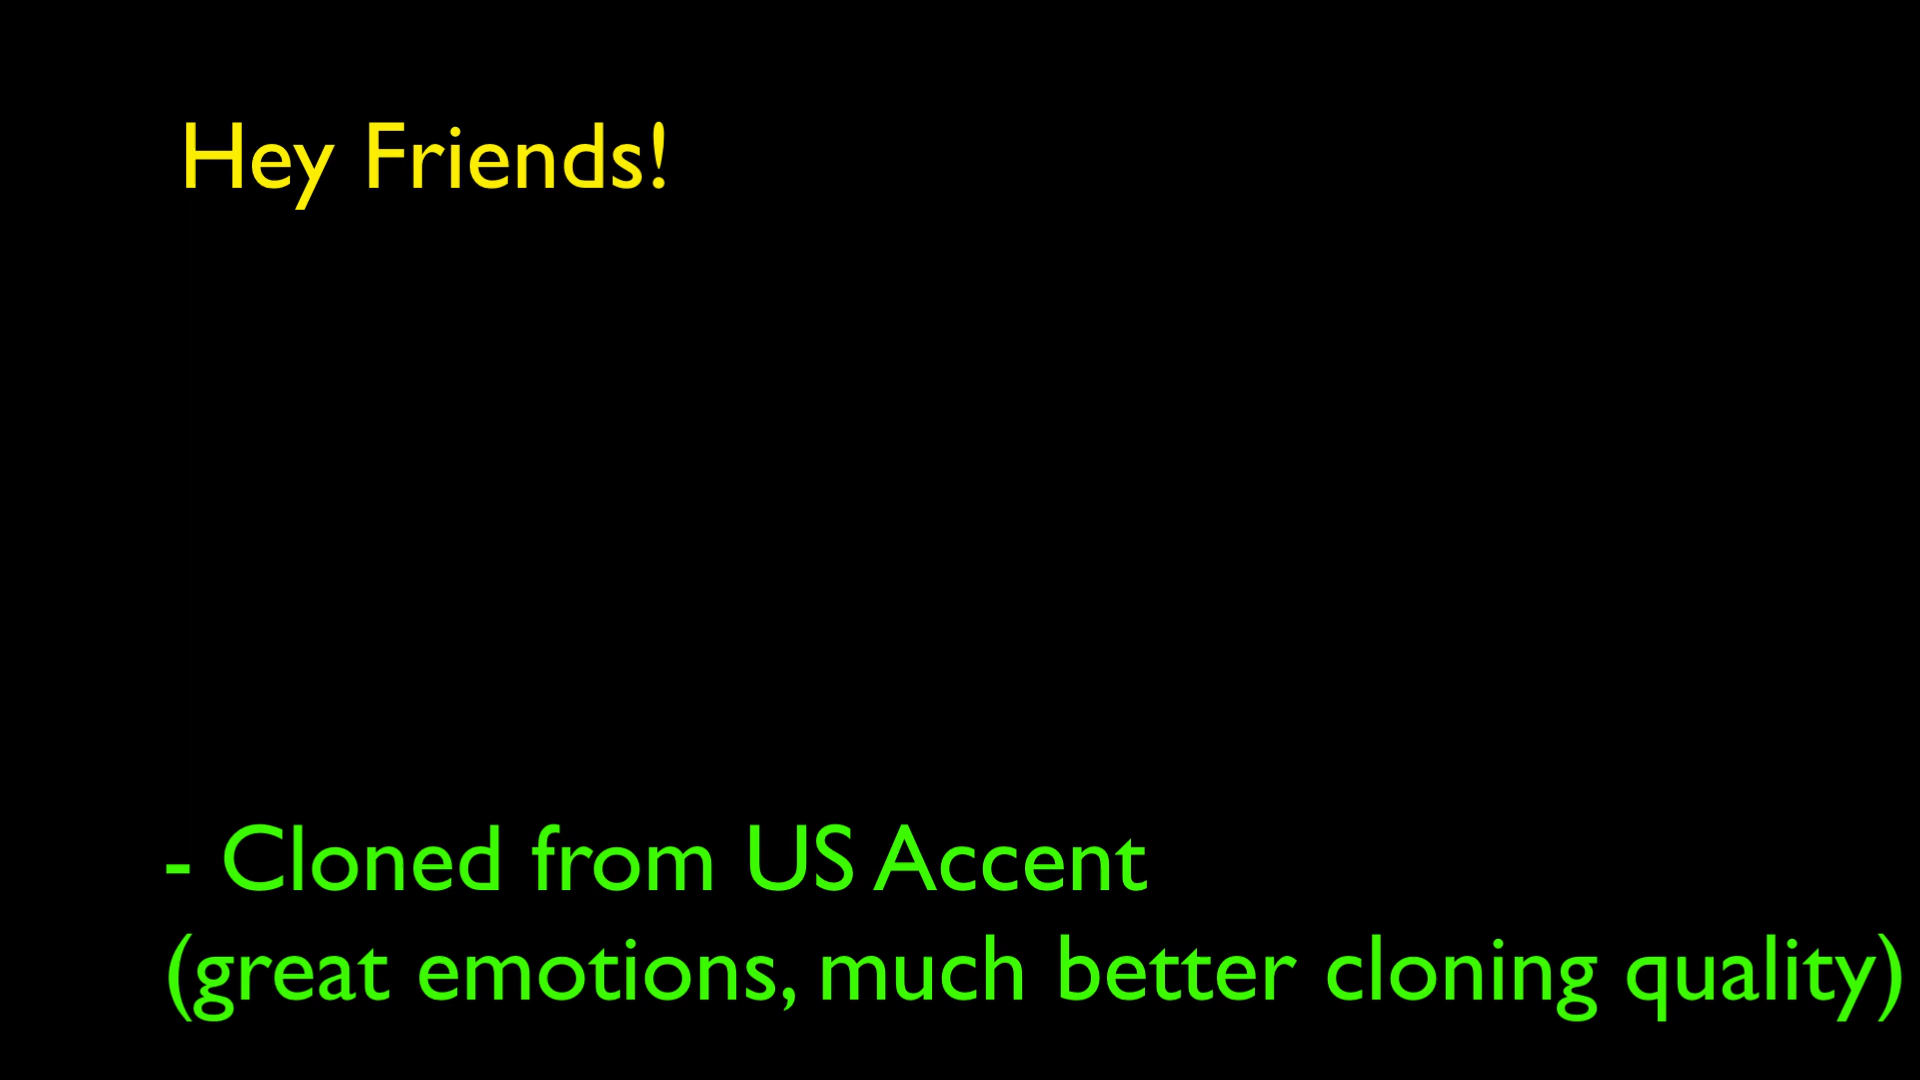 Hey Friends!
- Cloned from US Accent
(great emotions, much better cloning quality)